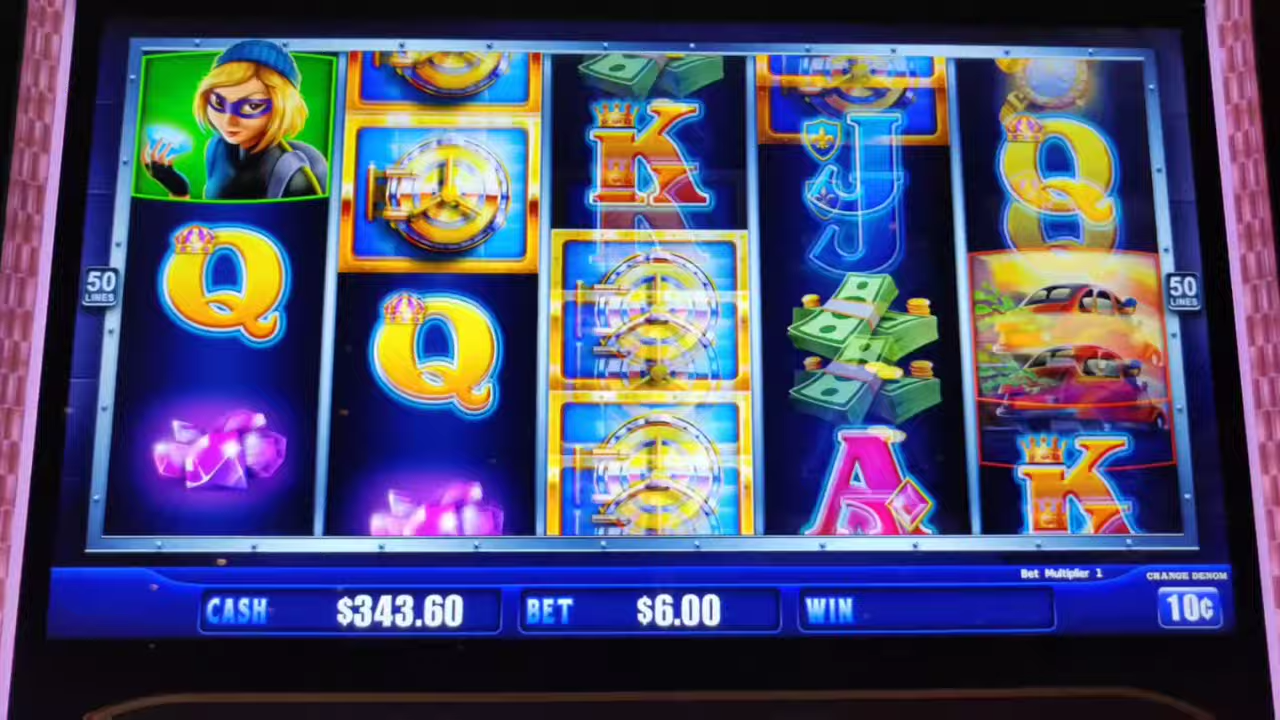 K
J
Q
Q
50
LINES
Q
50
LINES
A
K
Bet Multiplier 1
CHANGE DENOM
CASH $343.60
BET $6.00
WIN
10¢